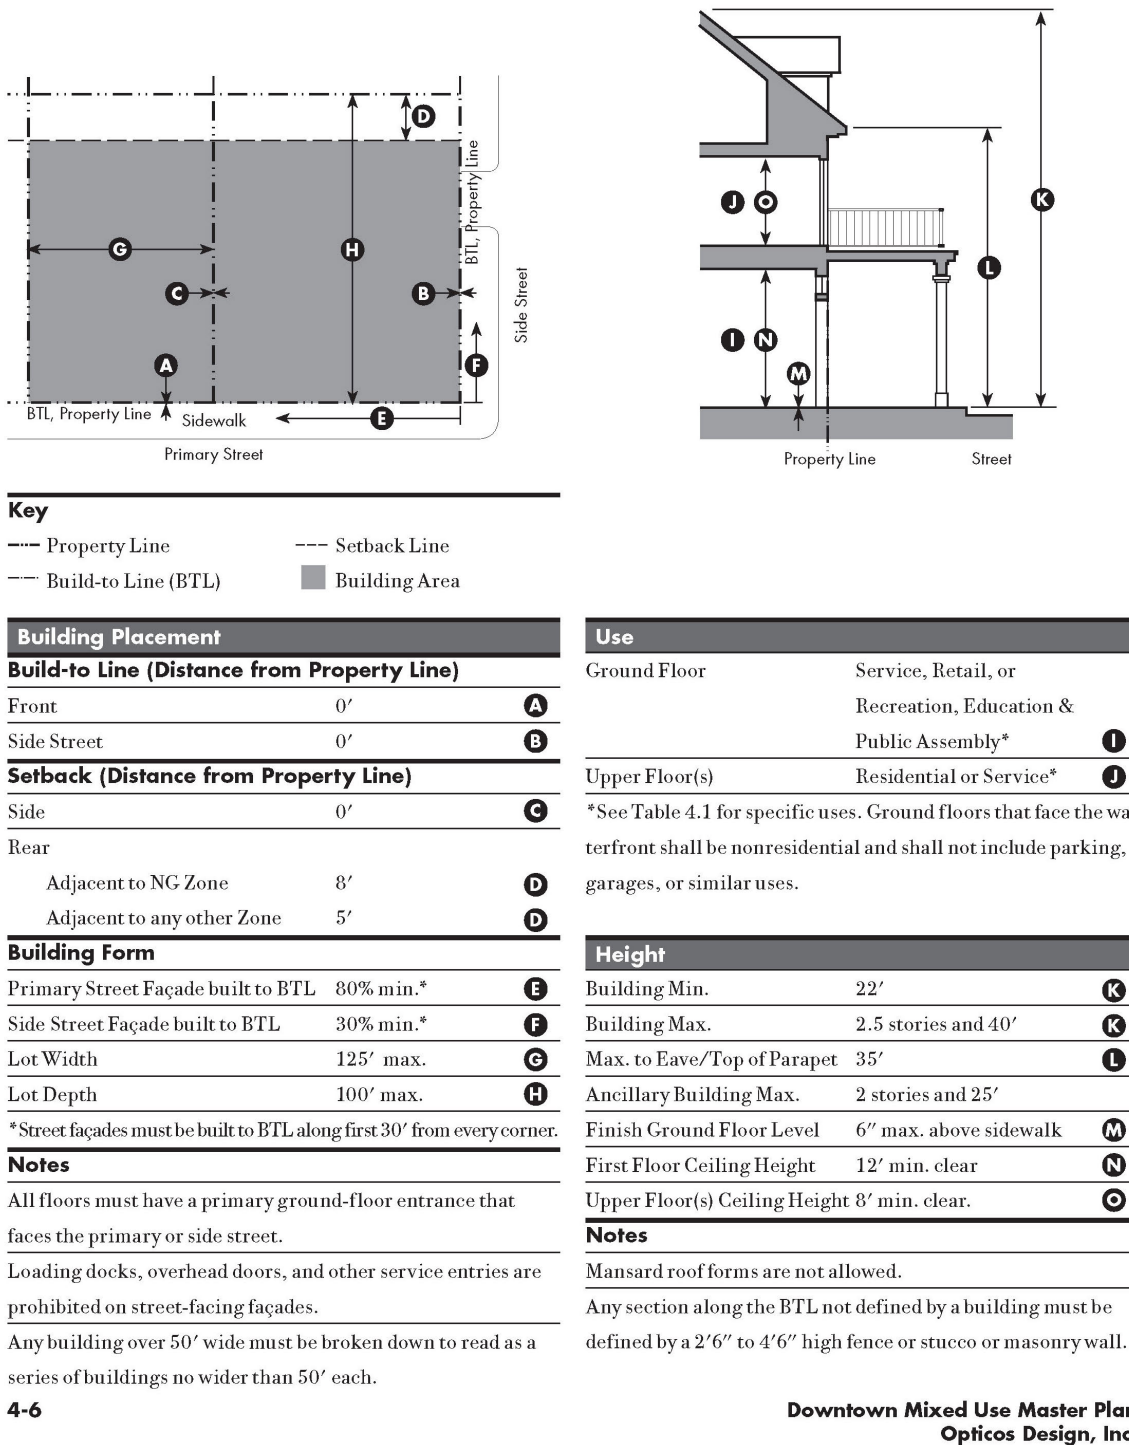 D
G
H
C
B
A
F
E
BTL, Property Line
BTL, Property Line
Side Street
BTL, Property Line
Sidewalk
Primary Street
J
O
K
L
I
N
M
Property Line
Street
Key
Property Line
Setback Line
Build-to Line (BTL)
Building Area
Building Placement
Build-to Line (Distance from Property Line)
Front 0′ A
Side Street 0′ B
Setback (Distance from Property Line)
Side 0′ C
Rear
Adjacent to NG Zone 8′ D
Adjacent to any other Zone 5′ D
Building Form
Primary Street Façade built to BTL 80% min.* E
Side Street Façade built to BTL 30% min.* F
Lot Width 125′ max. G
Lot Depth 100′ max. H
*Street façades must be built to BTL along first 30′ from every corner.
Notes
All floors must have a primary ground-floor entrance that
faces the primary or side street.
Loading docks, overhead doors, and other service entries are
prohibited on street-facing façades.
Any building over 50′ wide must be broken down to read as a
series of buildings no wider than 50′ each.
4-6
Use
Ground Floor Service, Retail, or
Recreation, Education &
Public Assembly* I
Upper Floor(s) Residential or Service* J
*See Table 4.1 for specific uses. Ground floors that face the wa
terfront shall be nonresidential and shall not include parking,
garages, or similar uses.
Height
Building Min. 22′ K
Building Max. 2.5 stories and 40′ K
Max. to Eave/Top of Parapet 35′ L
Ancillary Building Max. 2 stories and 25′
Finish Ground Floor Level 6″ max. above sidewalk M
First Floor Ceiling Height 12′ min. clear N
Upper Floor(s) Ceiling Height 8′ min. clear. O
Notes
Mansard roof forms are not allowed.
Any section along the BTL not defined by a building must be
defined by a 2′6″ to 4′6″ high fence or stucco or masonry wall.
Downtown Mixed Use Master Plan
Opticos Design, Inc